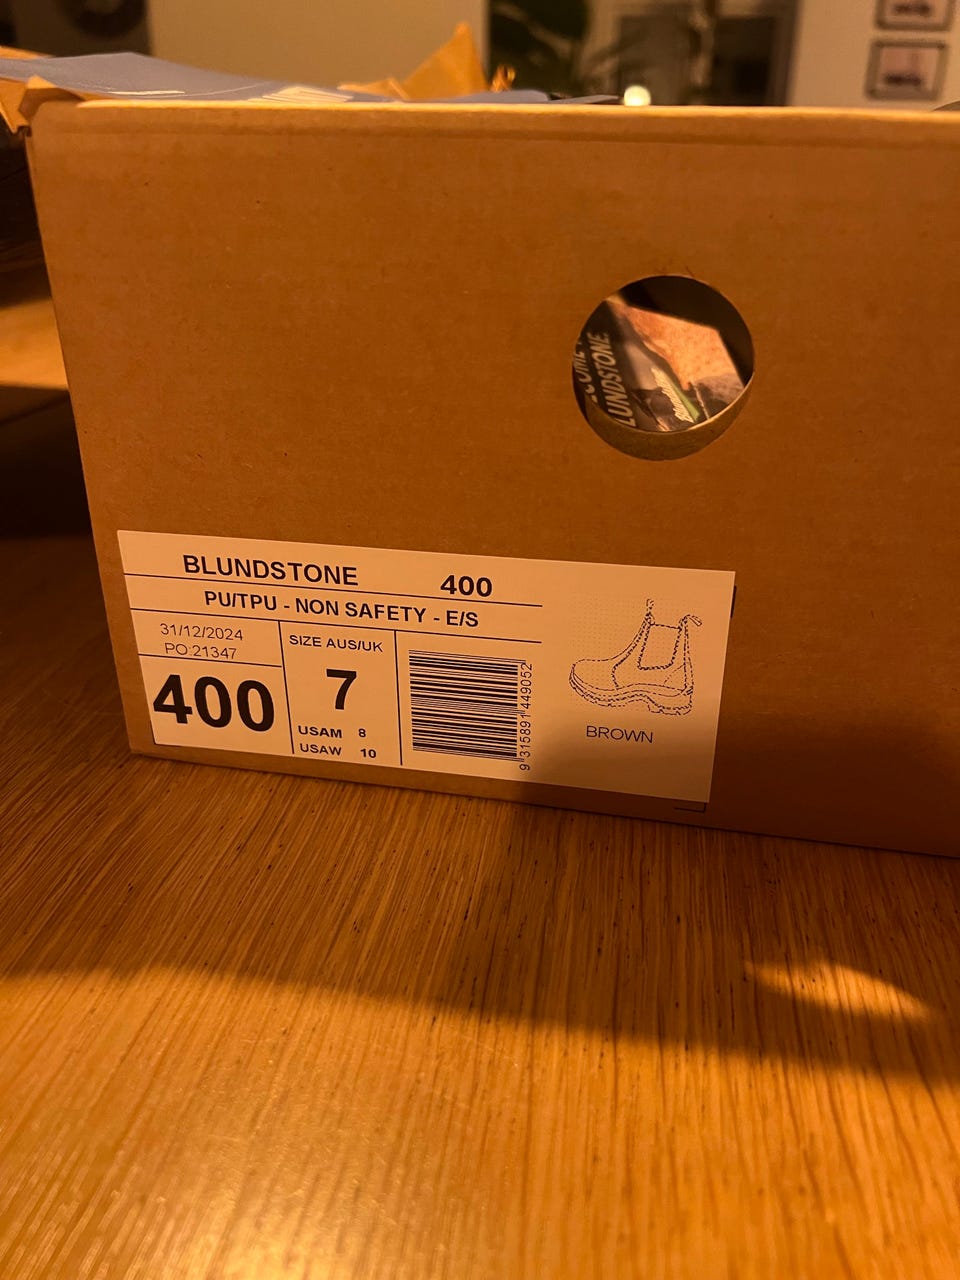 LUNDSTONE
Blundstone
BLUNDSTONE 400
PU/TPU - NON SAFETY - E/S
31/12/2024
PO:21347
400
SIZE AUS/UK
7
USAM 8
USAW 10
9 315891 449052
BROWN